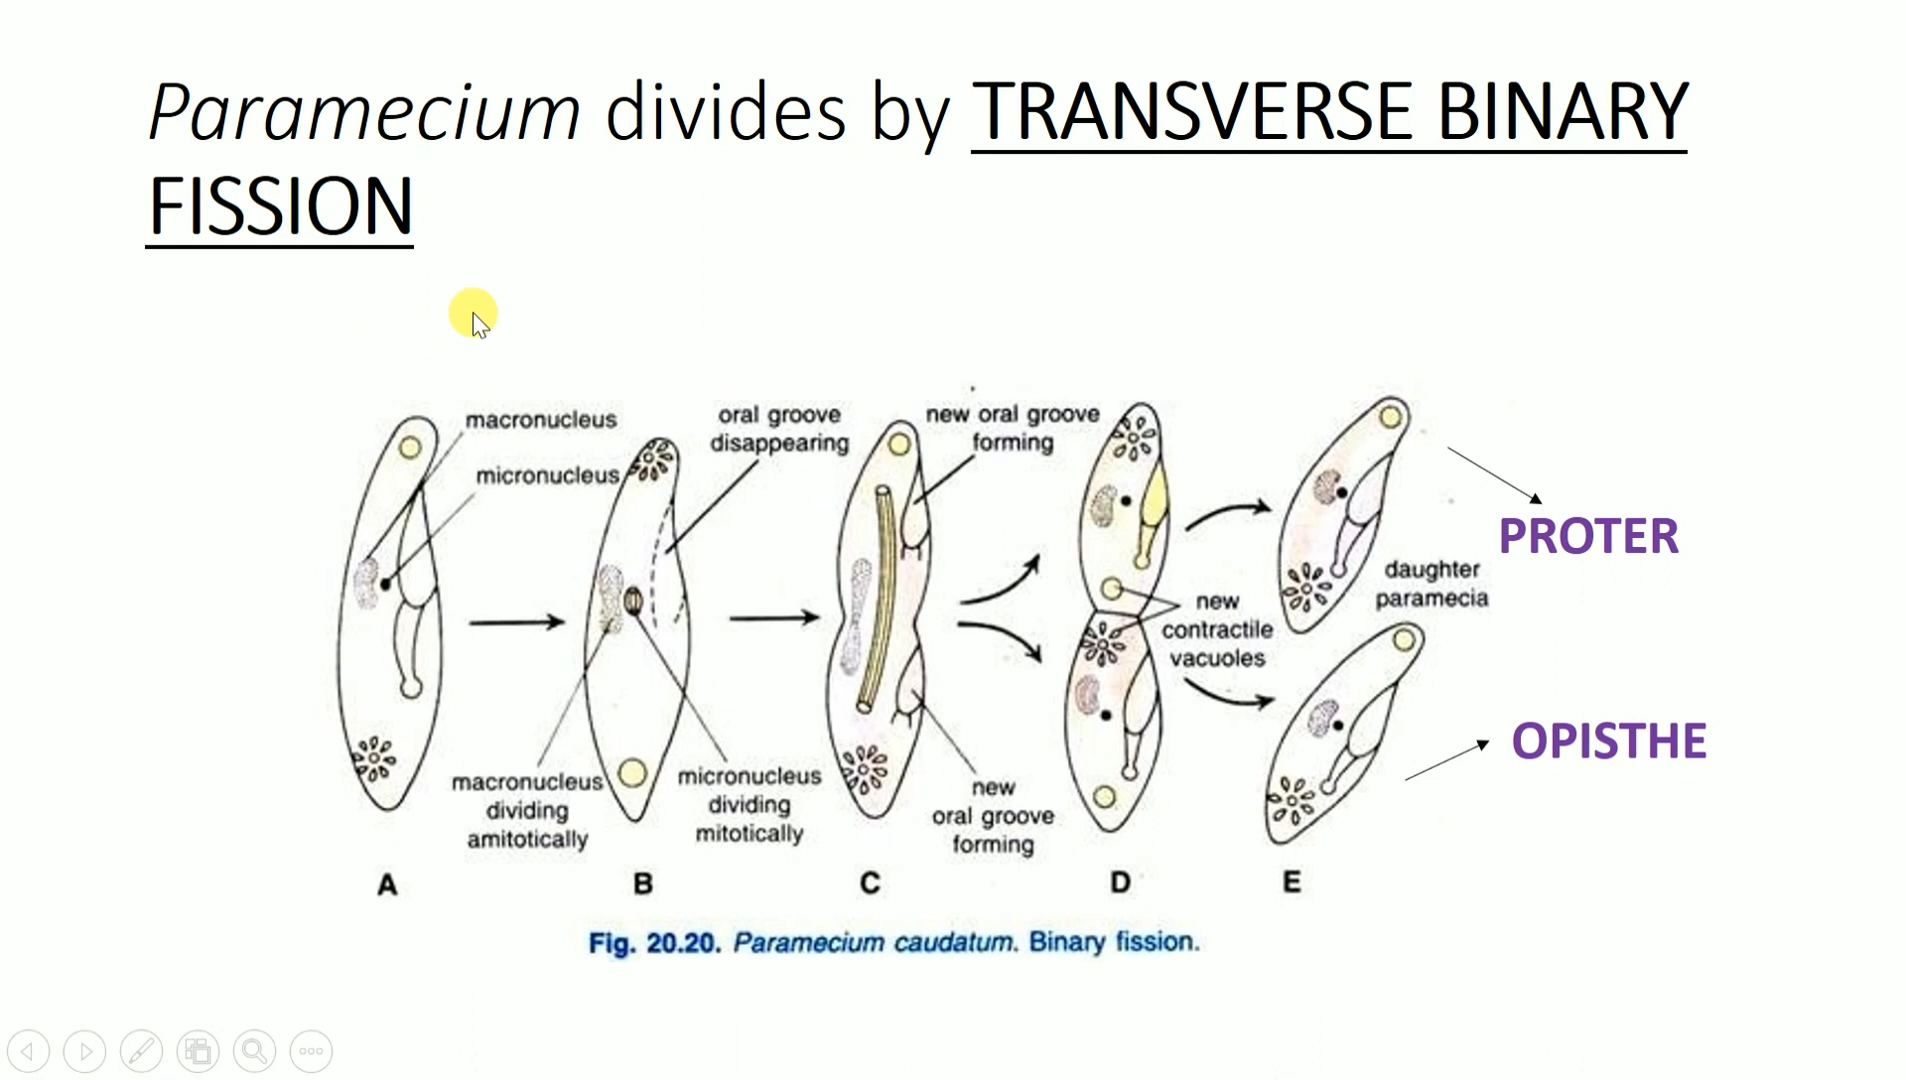 Paramecium divides by TRANSVERSE BINARY
FISSION
macronucleus
micronucleus
oral groove
disappearing
new oral groove
forming
PROTER
daughter
paramecia
new
contractile
vacuoles
OPISTHE
macronucleus
dividing
amitotically
micronucleus
dividing
mitotically
new
oral groove
forming
A
B
C
D
E
Fig. 20.20. Paramecium caudatum. Binary fission.